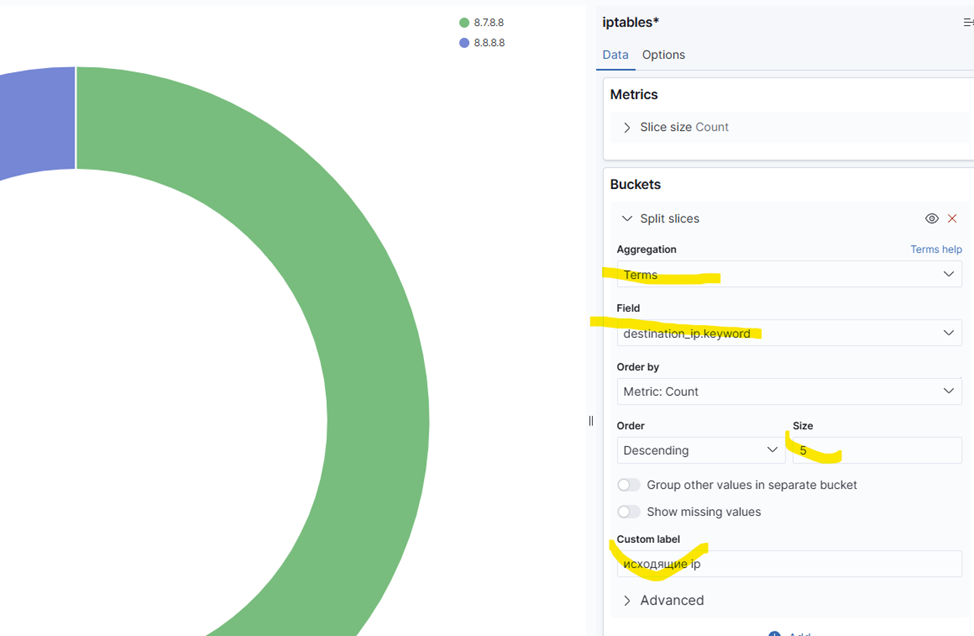 8.7.8.8
8.8.8.8
iptables*
Data Options
Metrics
Slice size Count
Buckets
Split slices
Aggregation Terms help
Terms
Field
destination_ip.keyword
Order by
Metric: Count
Order Size
Descending 5
Group other values in separate bucket
Show missing values
Custom label
исходящие ip
Advanced